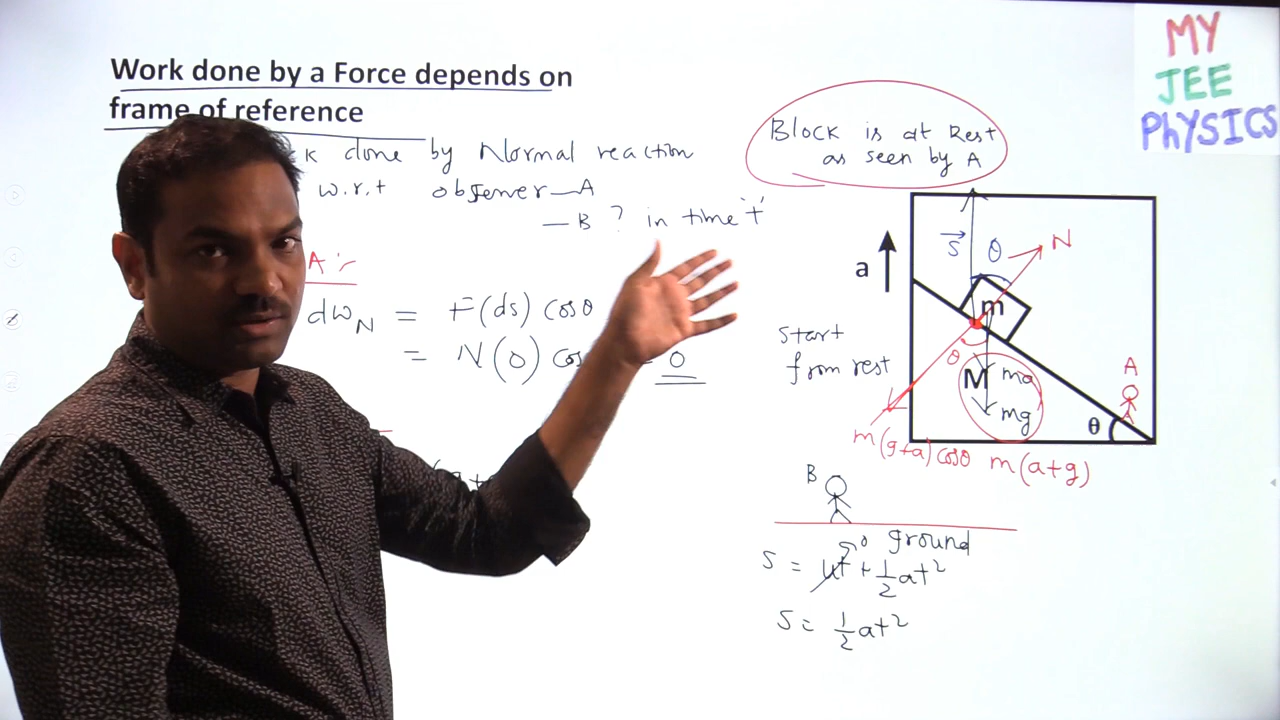 Work done by a Force depends on
frame of reference
K done by Normal reaction
w.r.t observer—A
— B ? in time 't'
A :-
dWN = F(ds) cosθ
= N(0) cos = 0
Block is at Rest
as seen by A
MY
JEE
PHYSICS
a
S
θ
N
m
start
from rest
θ
M
ma
mg
A
θ
m(g+a) cosθ
m(a+g)
B
ground
S = ut + 1/2 at²
S = 1/2 at²